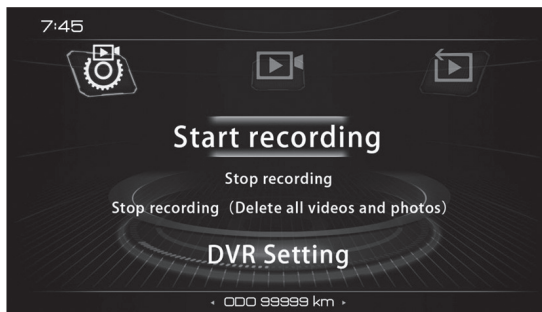 7:45
Start recording
Stop recording
Stop recording（Delete all videos and photos）
DVR Setting
ODO 99999 km